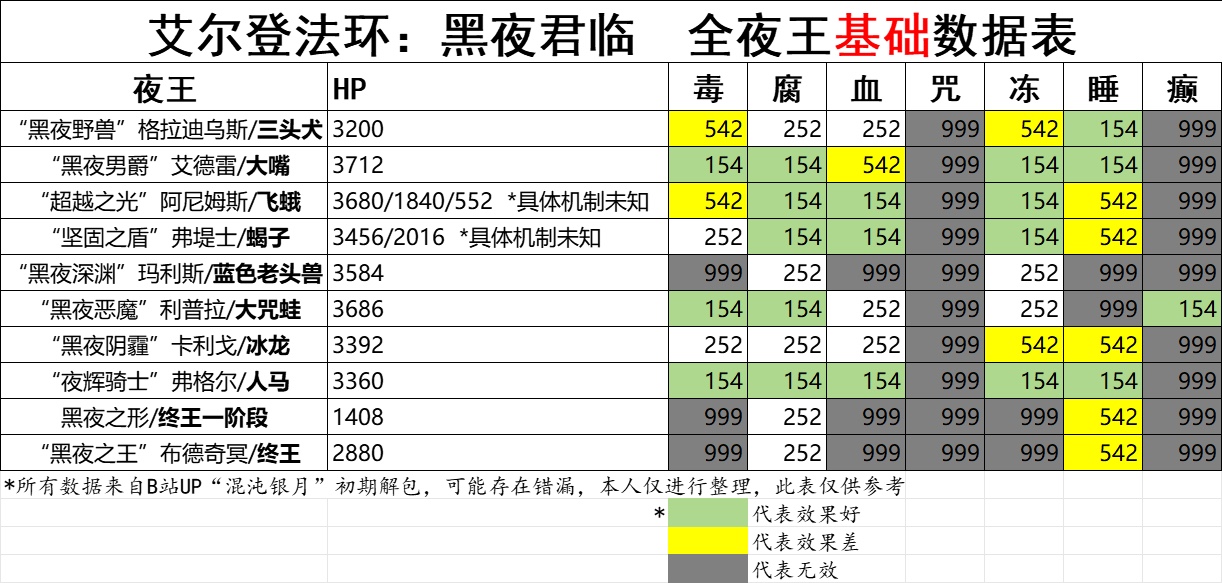 艾尔登法环：黑夜君临 全夜王基础数据表
夜王 HP 毒 腐 血 咒 冻 睡 癫
“黑夜野兽”格拉迪乌斯/三头犬 3200 542 252 252 999 542 154 999
“黑夜男爵”艾德雷/大嘴 3712 154 154 542 999 154 154 999
“超越之光”阿尼姆斯/飞蛾 3680/1840/552 *具体机制未知 542 154 154 999 154 542 999
“坚固之盾”弗堤士/蝎子 3456/2016 *具体机制未知 252 154 154 999 154 542 999
“黑夜深渊”玛利斯/蓝色老头兽 3584 999 252 999 999 252 999 999
“黑夜恶魔”利普拉/大咒蛙 3686 154 154 252 999 252 999 154
“黑夜阴霾”卡利戈/冰龙 3392 252 252 252 999 542 542 999
“夜辉骑士”弗格尔/人马 3360 154 154 154 999 154 154 999
黑夜之形/终王一阶段 1408 999 252 999 999 999 542 999
“黑夜之王”布德奇冥/终王 2880 999 252 999 999 999 542 999
*所有数据来自B站UP“混沌银月”初期解包，可能存在错漏，本人仅进行整理，此表仅供参考
* 代表效果好
代表效果差
代表无效